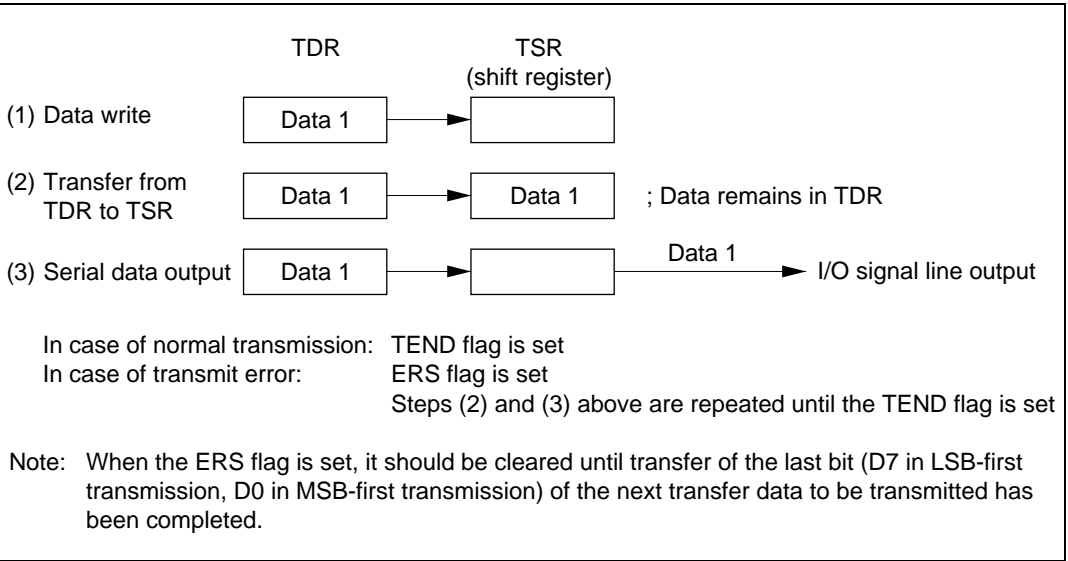 TDR TSR
(shift register)
(1) Data write Data 1
(2) Transfer from
TDR to TSR Data 1 Data 1 ; Data remains in TDR
(3) Serial data output Data 1 Data 1 I/O signal line output
In case of normal transmission: TEND flag is set
In case of transmit error: ERS flag is set
Steps (2) and (3) above are repeated until the TEND flag is set
Note: When the ERS flag is set, it should be cleared until transfer of the last bit (D7 in LSB-first
transmission, D0 in MSB-first transmission) of the next transfer data to be transmitted has
been completed.